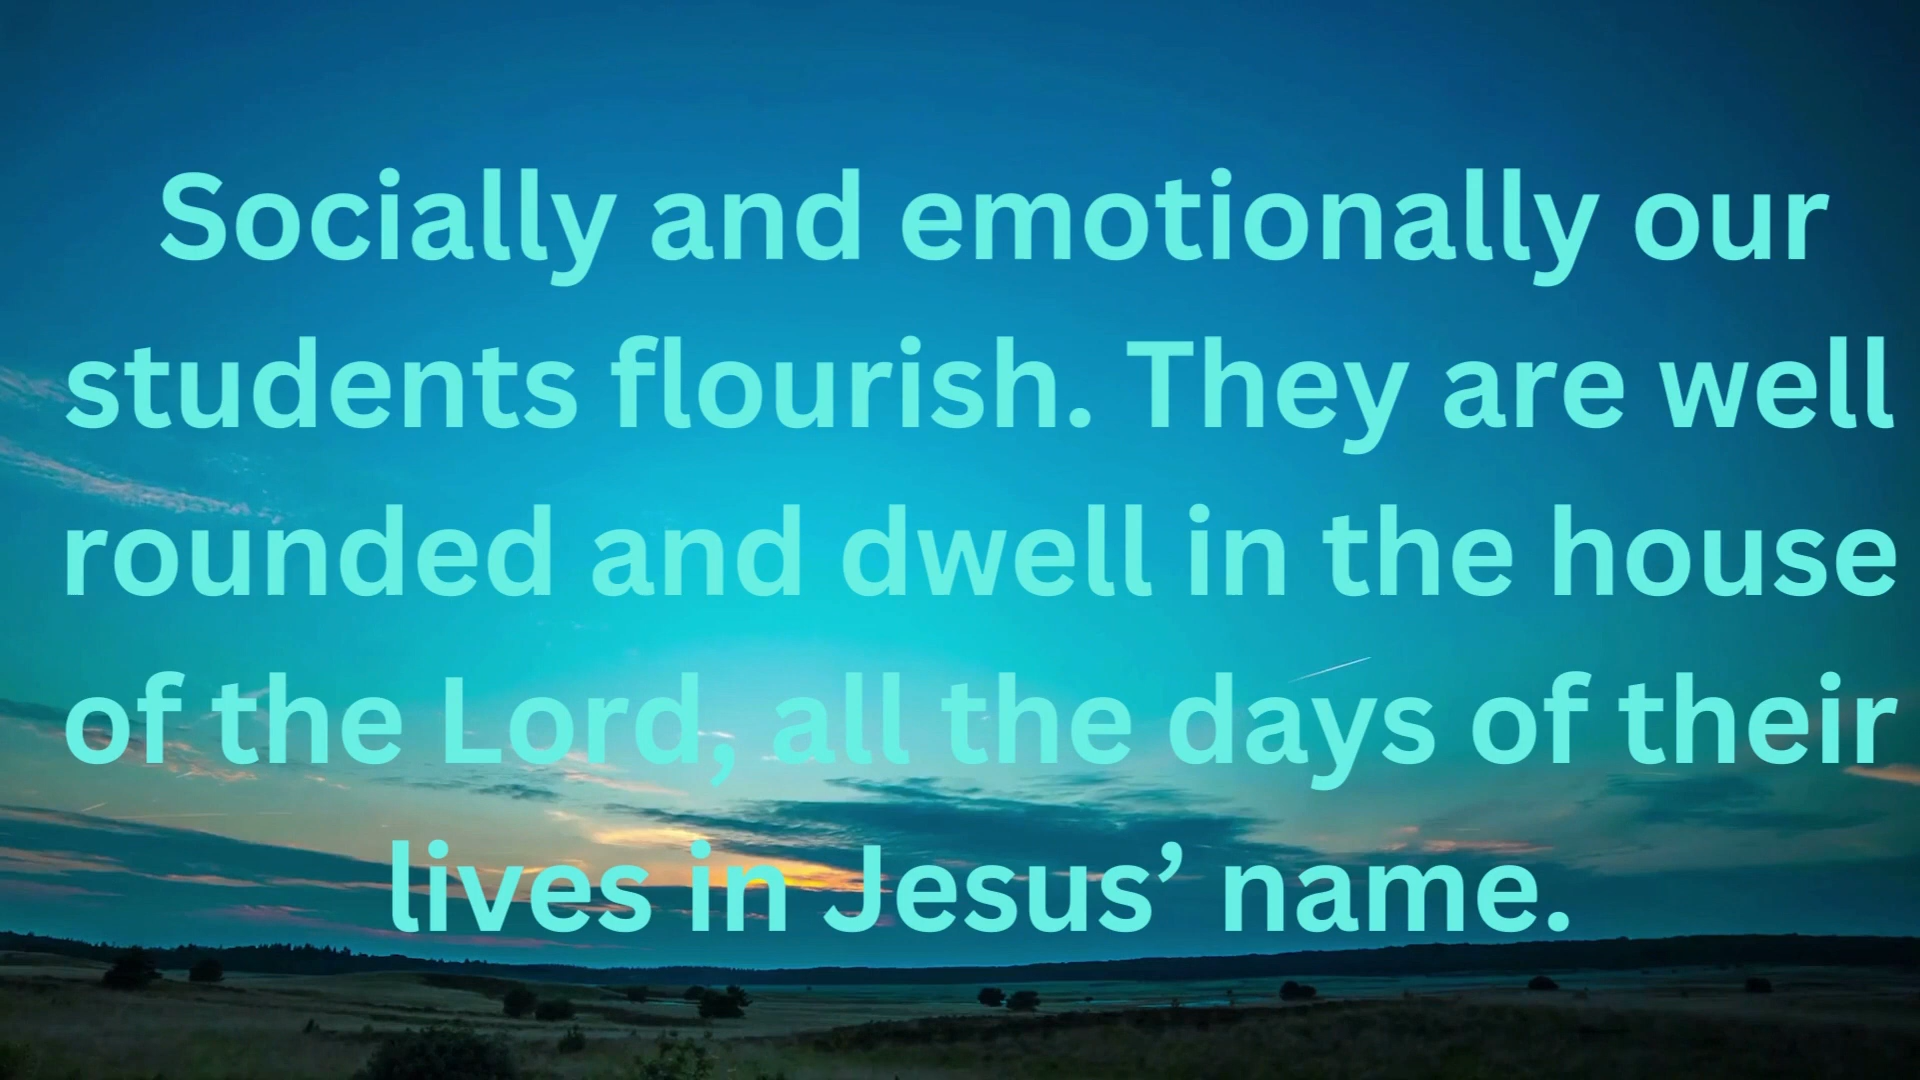 Socially and emotionally our
students flourish. They are well
rounded and dwell in the house
of the Lord, all the days of their
lives in Jesus’ name.